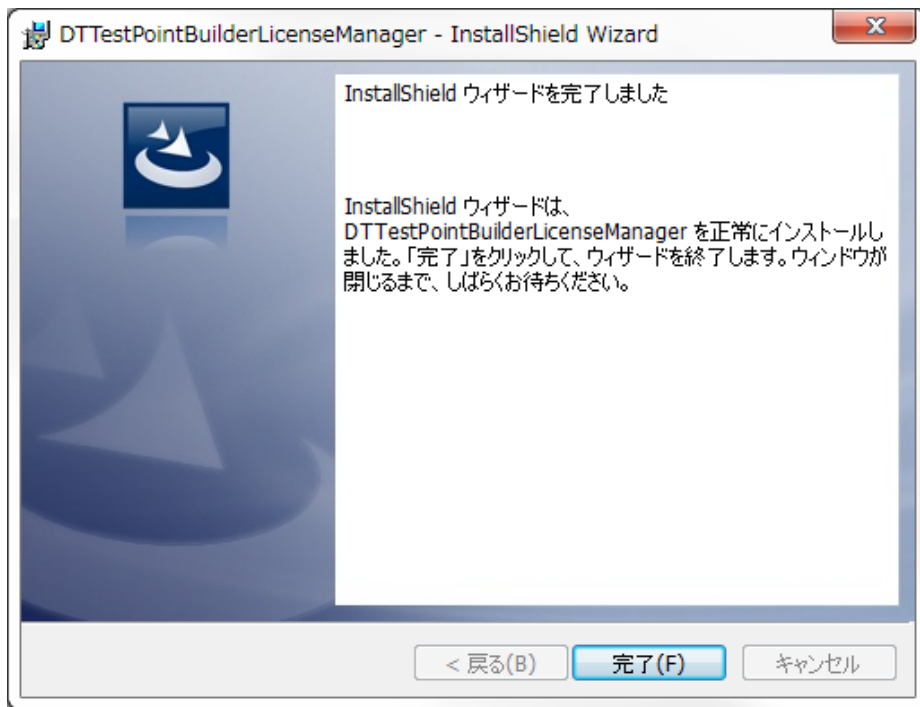 DTTestPointBuilderLicenseManager - InstallShield Wizard
InstallShield ウィザードを完了しました
InstallShield ウィザードは、
DTTestPointBuilderLicenseManager を正常にインストールし
ました。「完了」をクリックして、ウィザードを終了します。ウィンドウが
閉じるまで、しばらくお待ちください。
< 戻る(B)
完了(F)
キャンセル